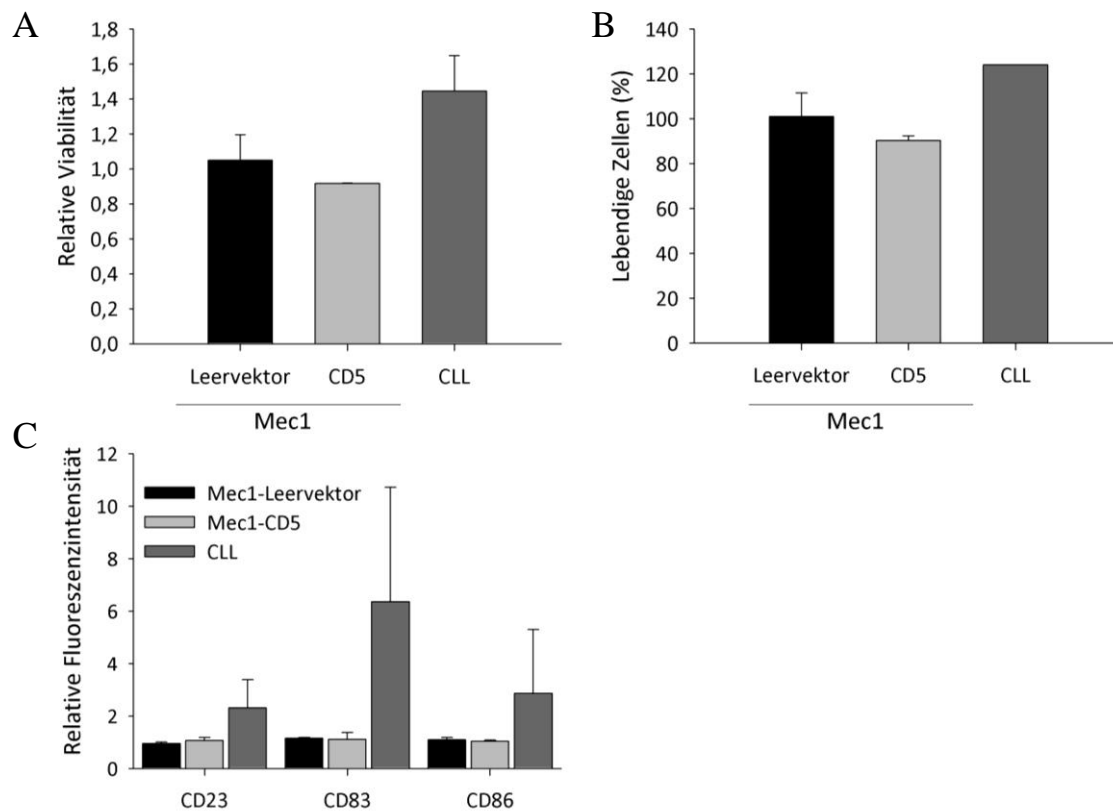 A
Relative Viabilität
1,8
1,6
1,4
1,2
1,0
0,8
0,6
0,4
0,2
0,0
Leervektor CD5 CLL
Mec1
B
Lebendige Zellen (%)
140
120
100
80
60
40
20
0
Leervektor CD5 CLL
Mec1
C
Relative Fluoreszenzintensität
12
10
8
6
4
2
0
Mec1-Leervektor
Mec1-CD5
CLL
CD23 CD83 CD86